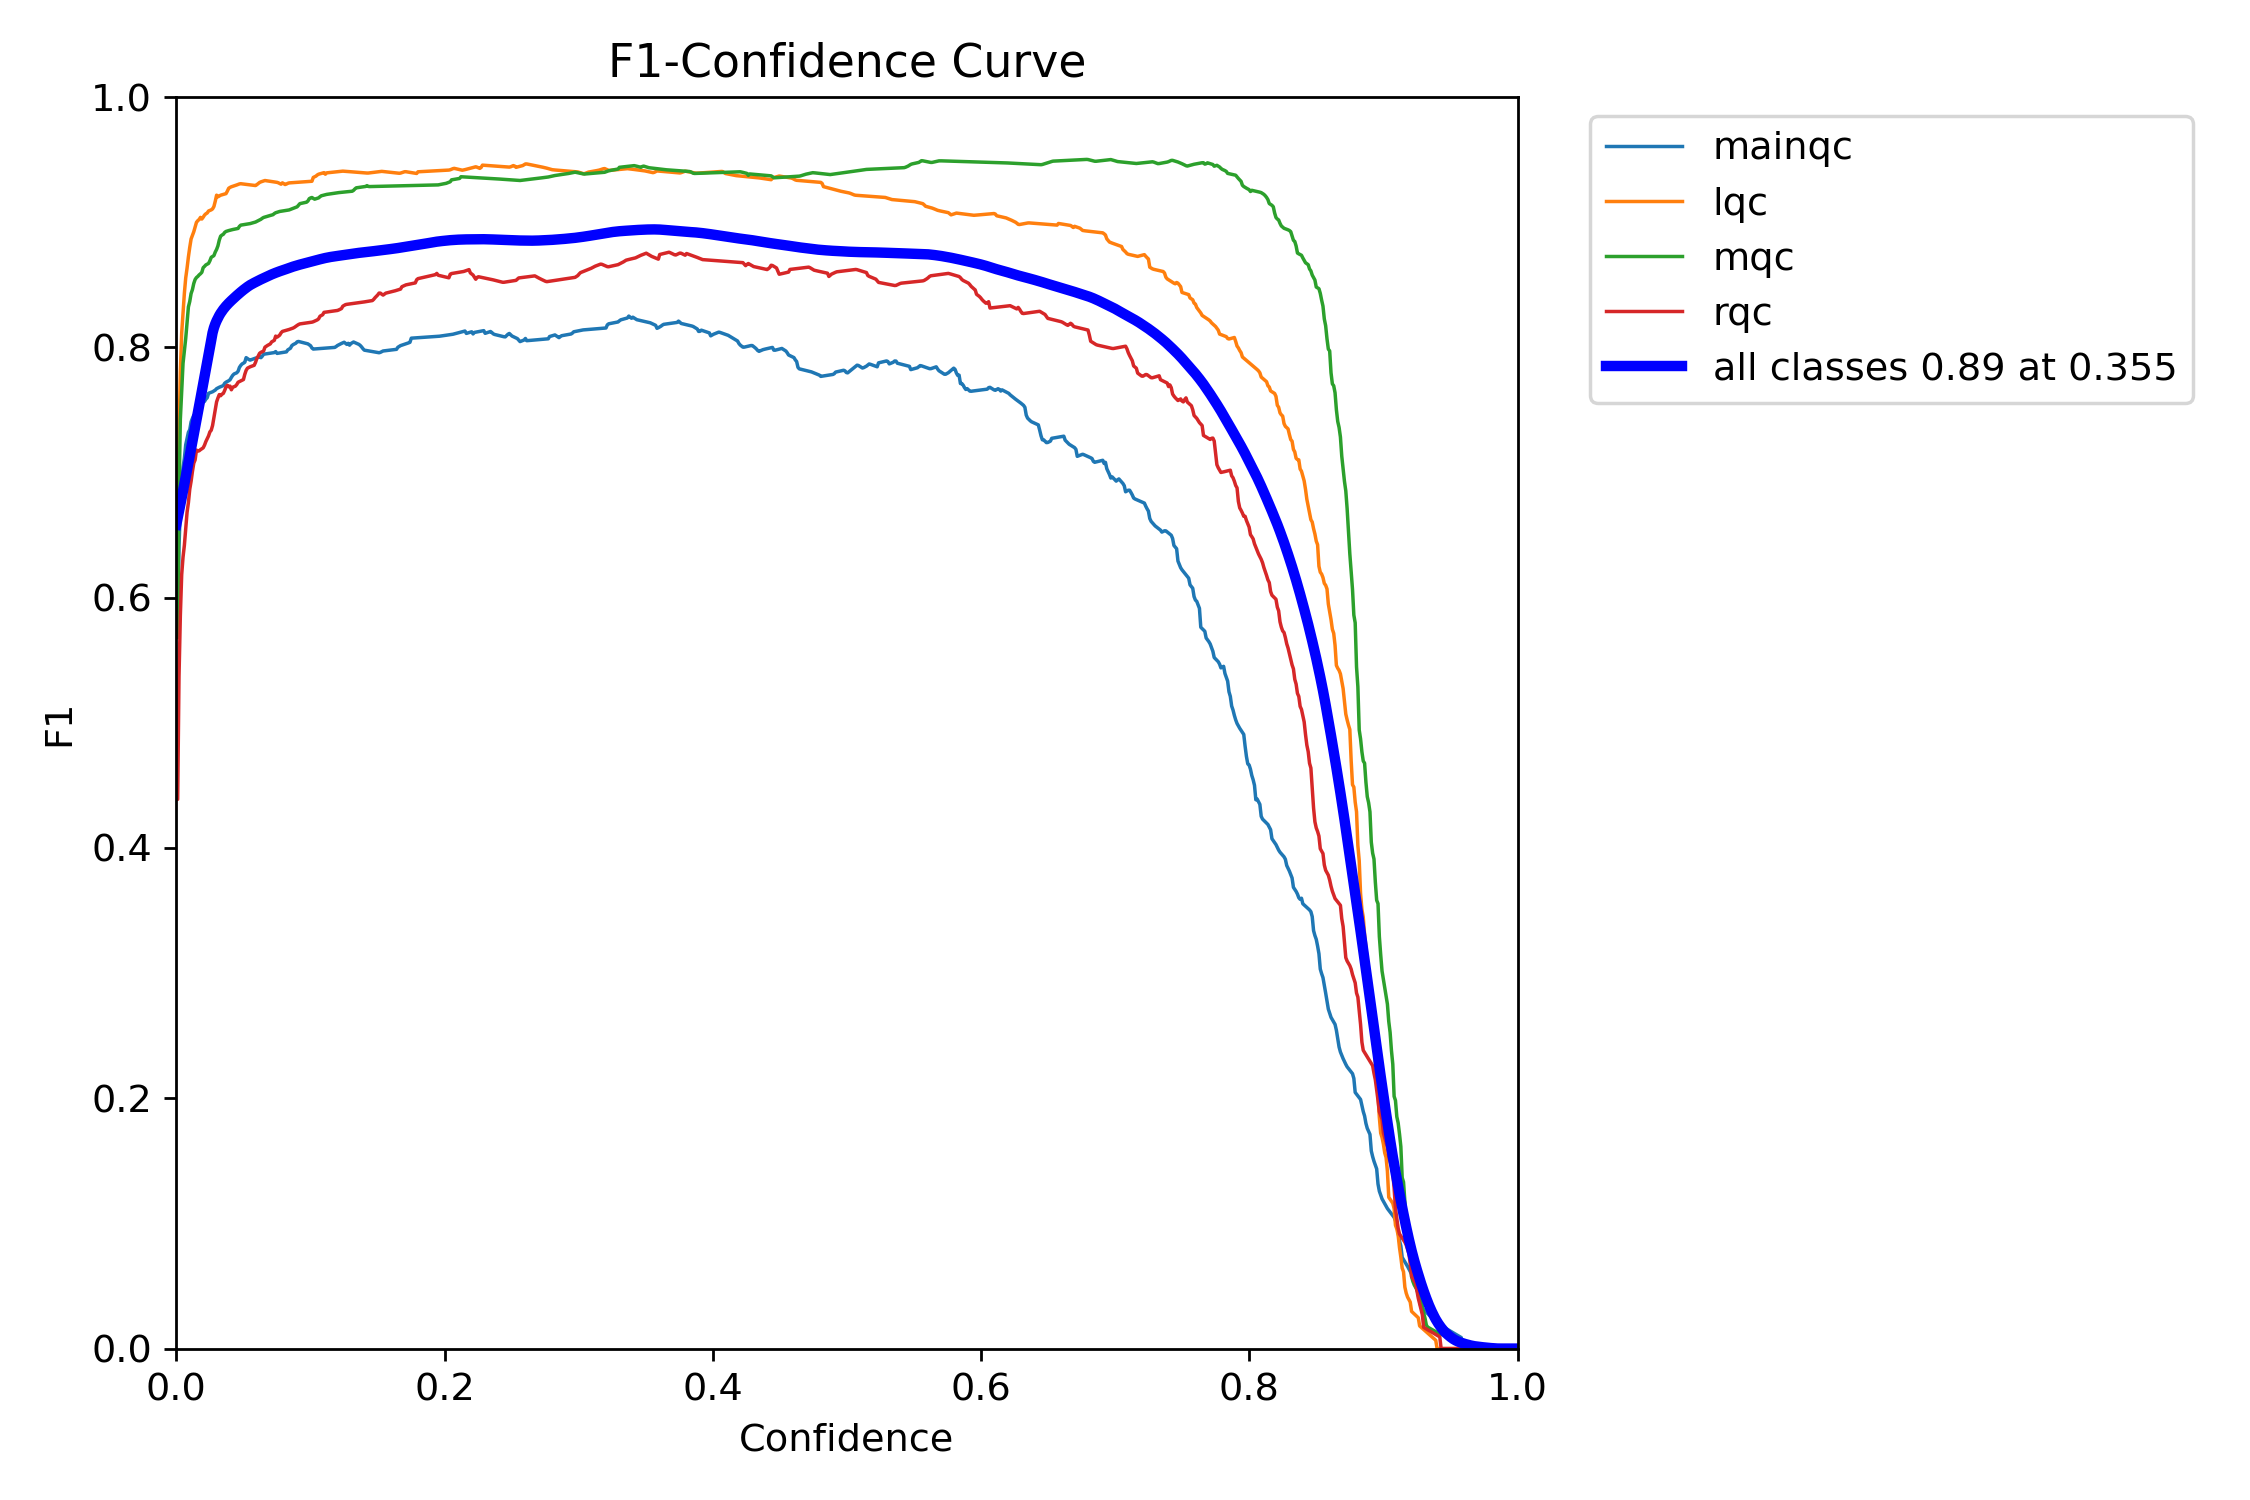 F1-Confidence Curve
1.0
0.8
0.6
0.4
0.2
0.0
F1
0.0 0.2 0.4 0.6 0.8 1.0
Confidence
mainqc
lqc
mqc
rqc
all classes 0.89 at 0.355